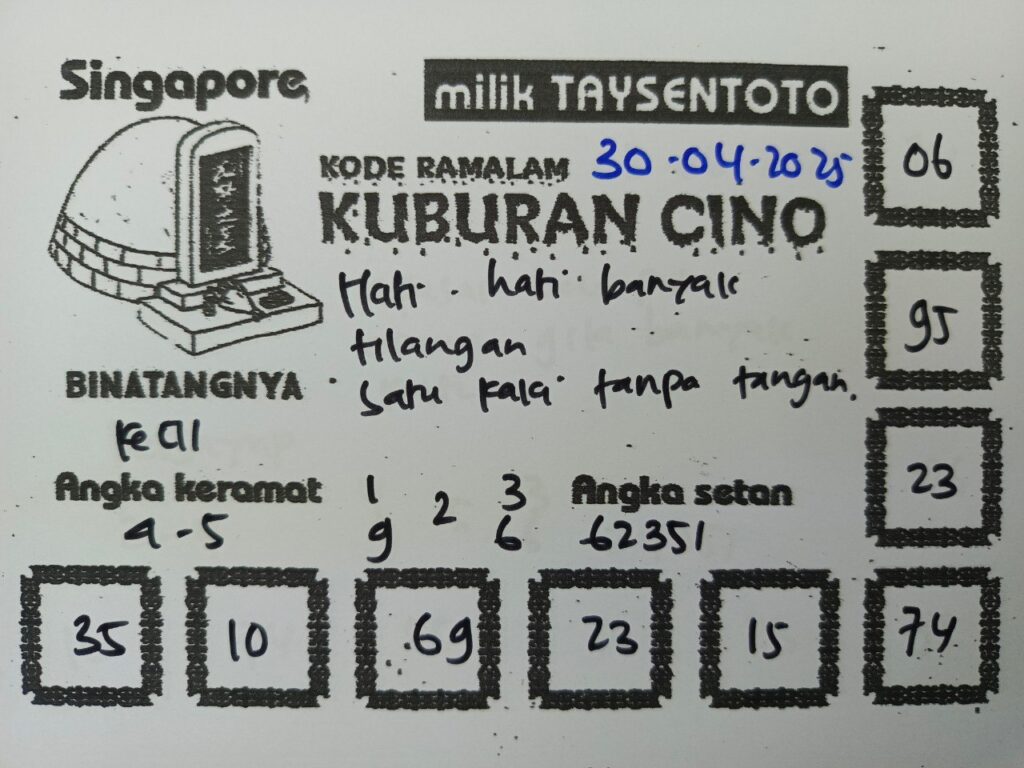 Singapore
milik TAYSENTOTO
KODE RAMALAM 30-04-2025
KUBURAN CINO
Hati. hati banyak
tilangan
satu kaki tanpa tangan.
BINATANGNYA
kecil
Angka keramat
4-5
1 2 3
9 6
Angka setan
62351
06
95
23
35 10 69 23 15 74